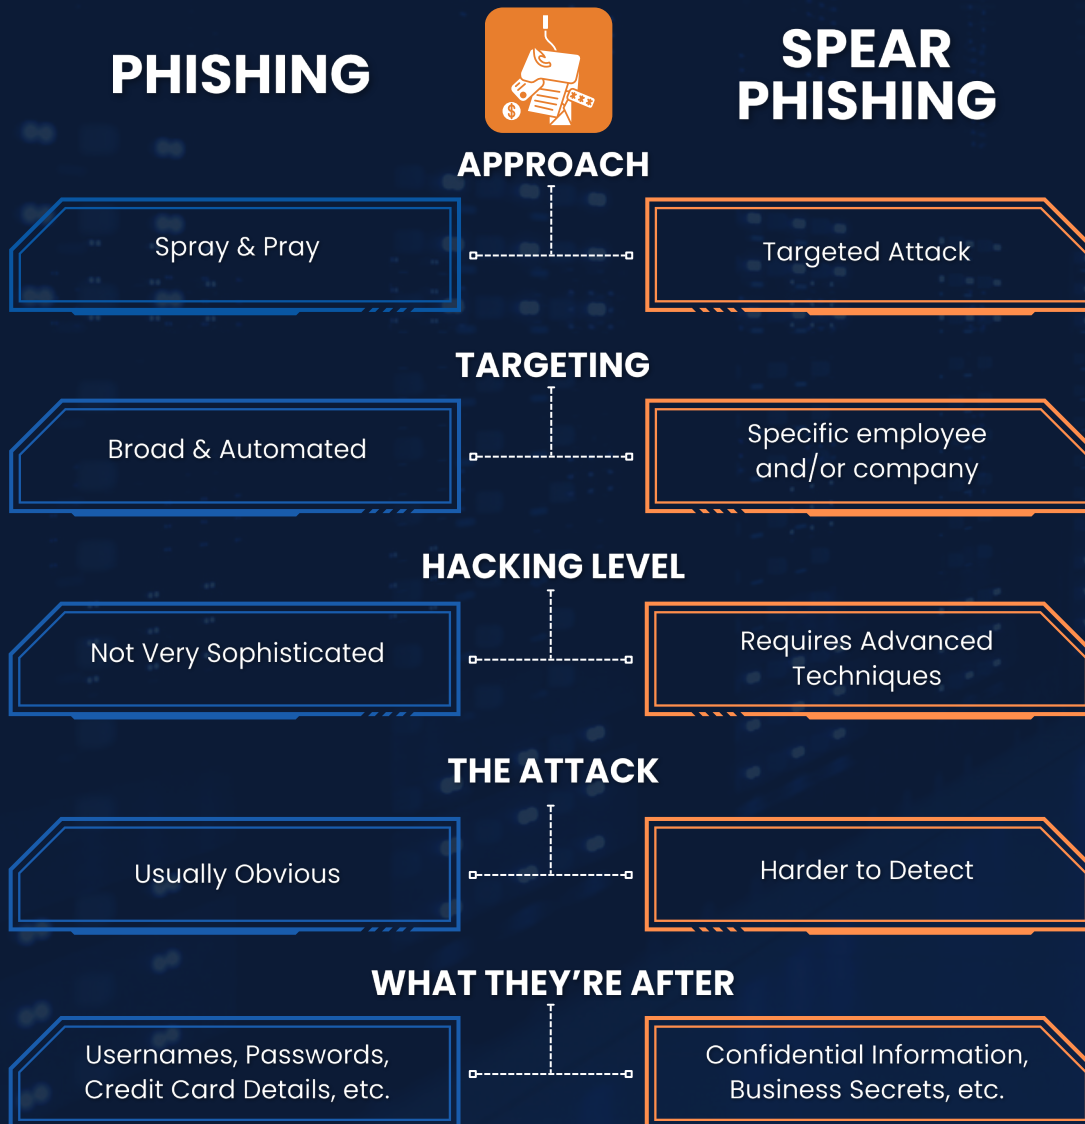 PHISHING
SPEAR
PHISHING
APPROACH
Spray & Pray
Targeted Attack
TARGETING
Broad & Automated
Specific employee
and/or company
HACKING LEVEL
Not Very Sophisticated
Requires Advanced
Techniques
THE ATTACK
Usually Obvious
Harder to Detect
WHAT THEY’RE AFTER
Usernames, Passwords,
Credit Card Details, etc.
Confidential Information,
Business Secrets, etc.